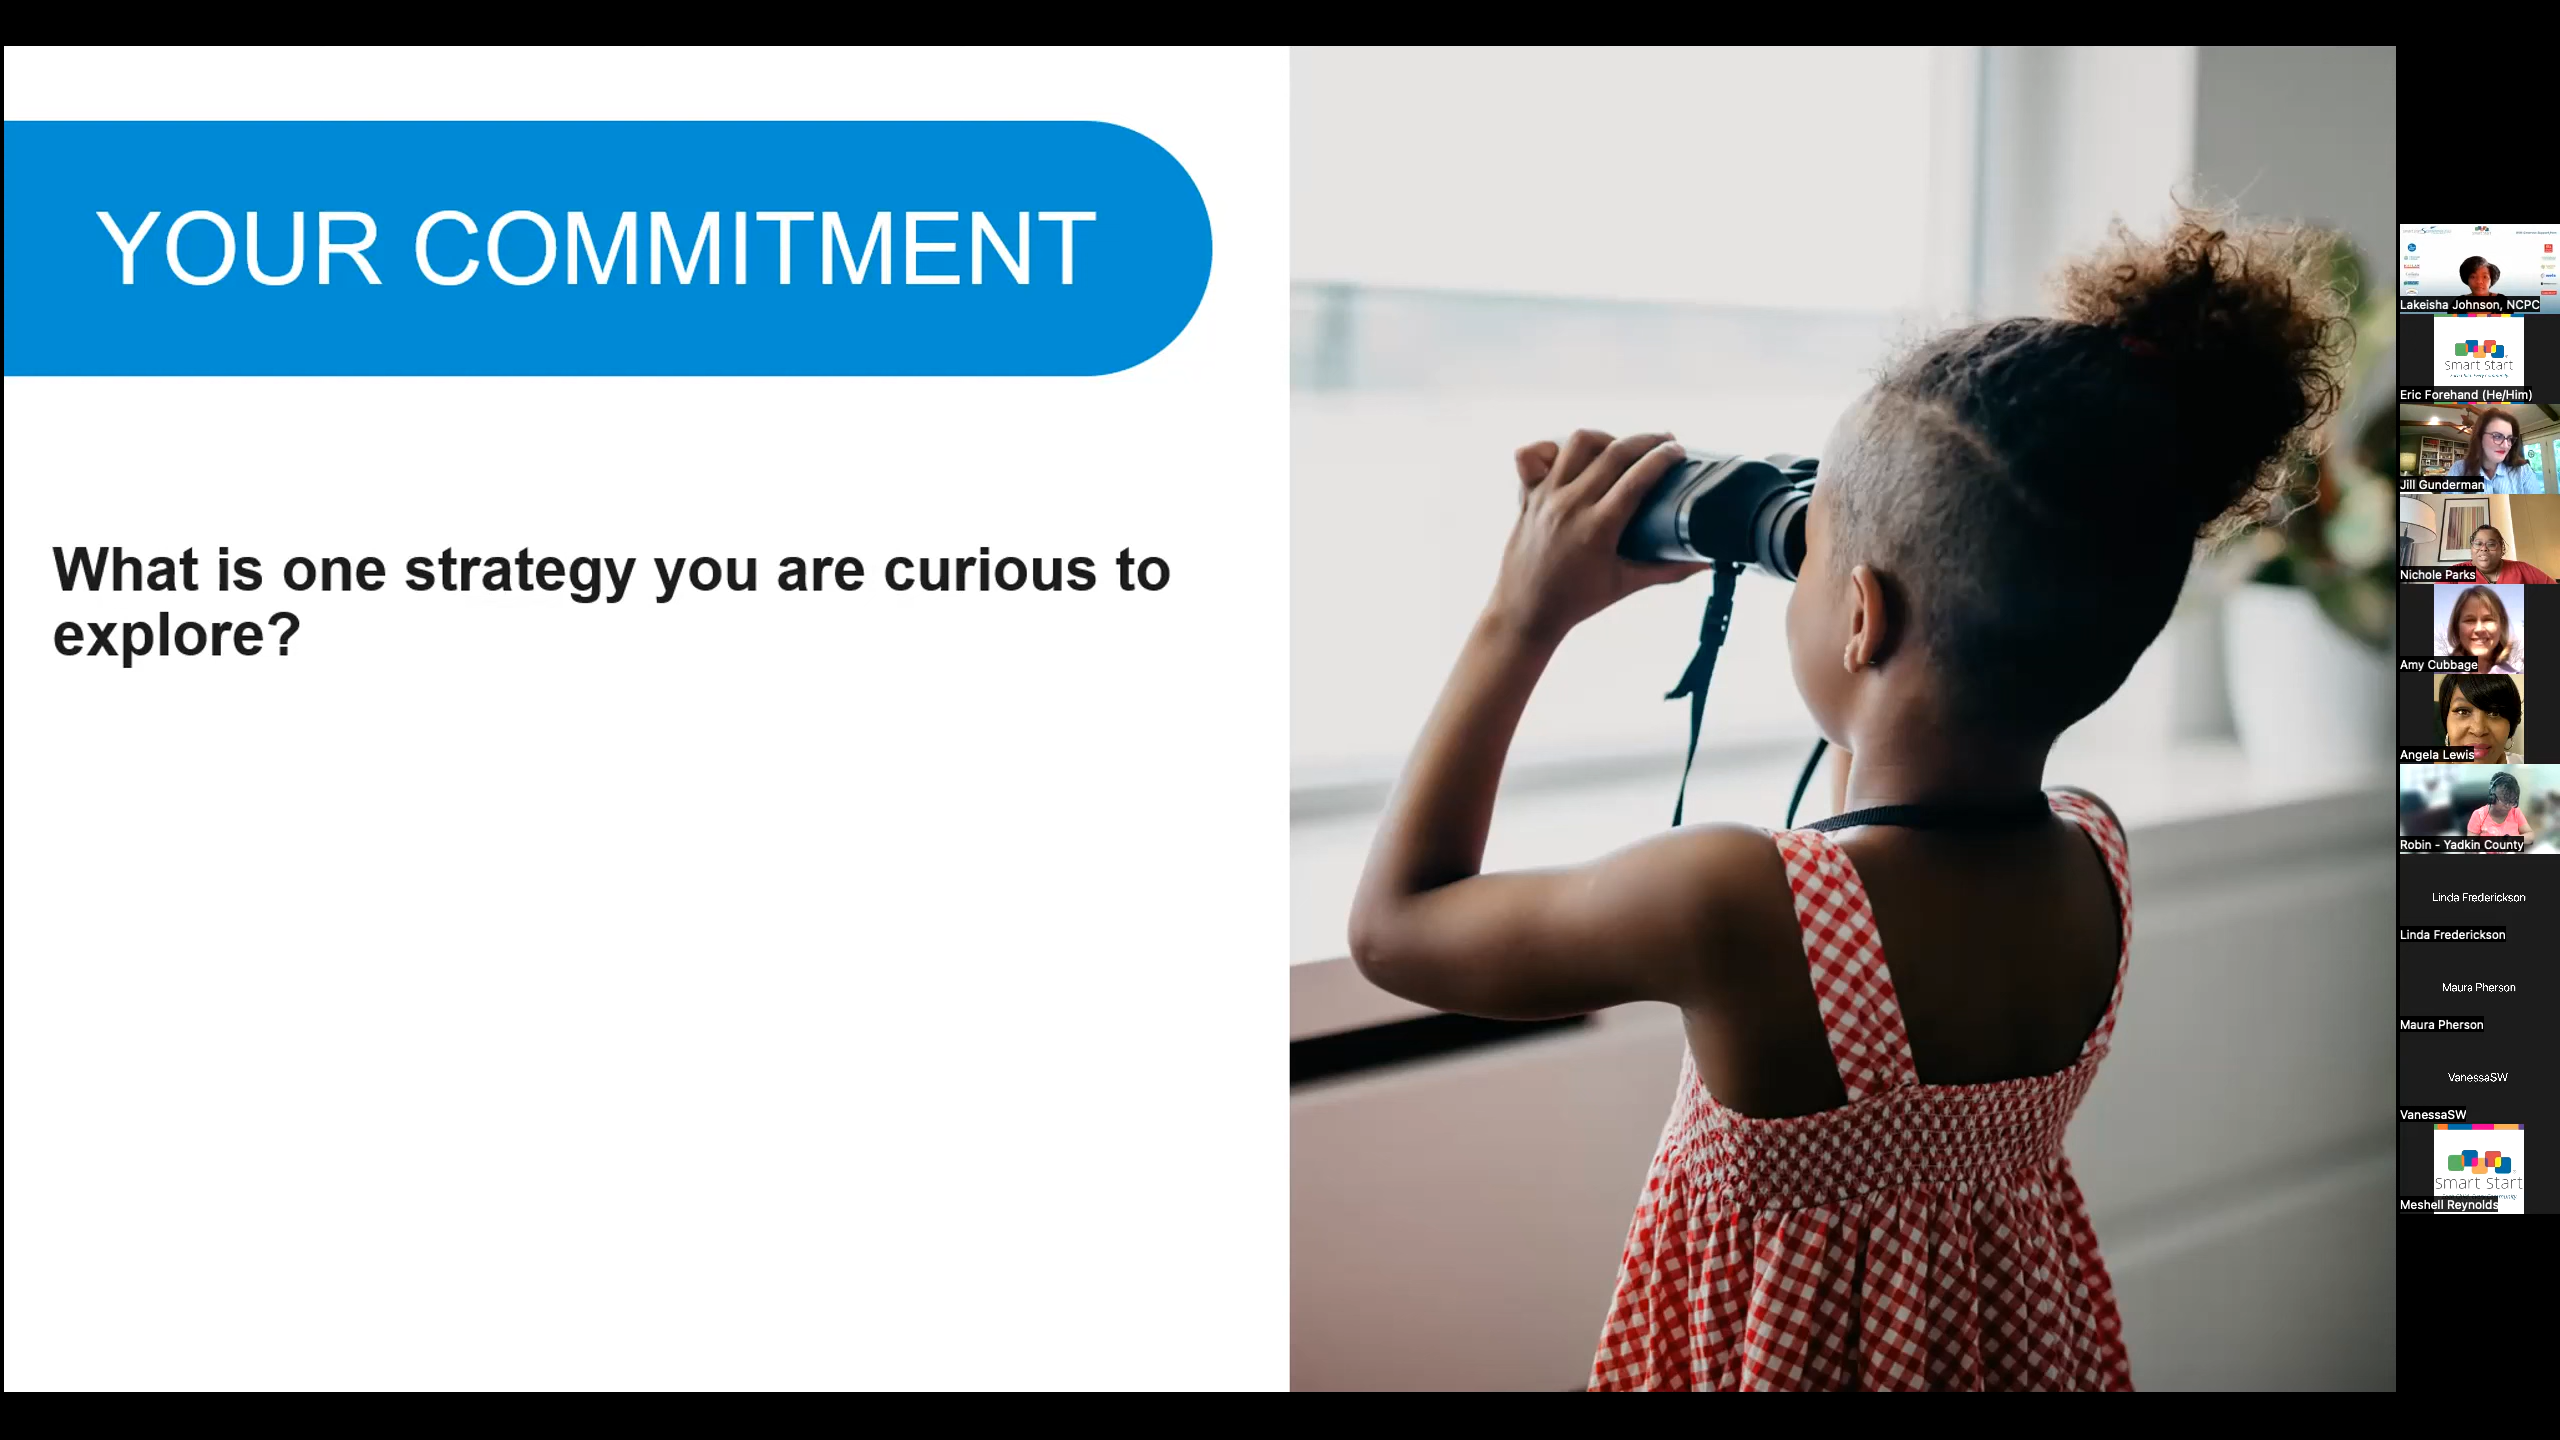 YOUR COMMITMENT
What is one strategy you are curious to
explore?
Lakeisha Johnson, NCPC
Smart Start
Eric Forehand (He/Him)
Jill Gunderman
Nichole Parks
Amy Cubbage
Angela Lewis
Robin - Yadkin County
Linda Frederickson
Linda Frederickson
Maura Pherson
Maura Pherson
VanessaSW
VanessaSW
Smart Start
Meshell Reynolds